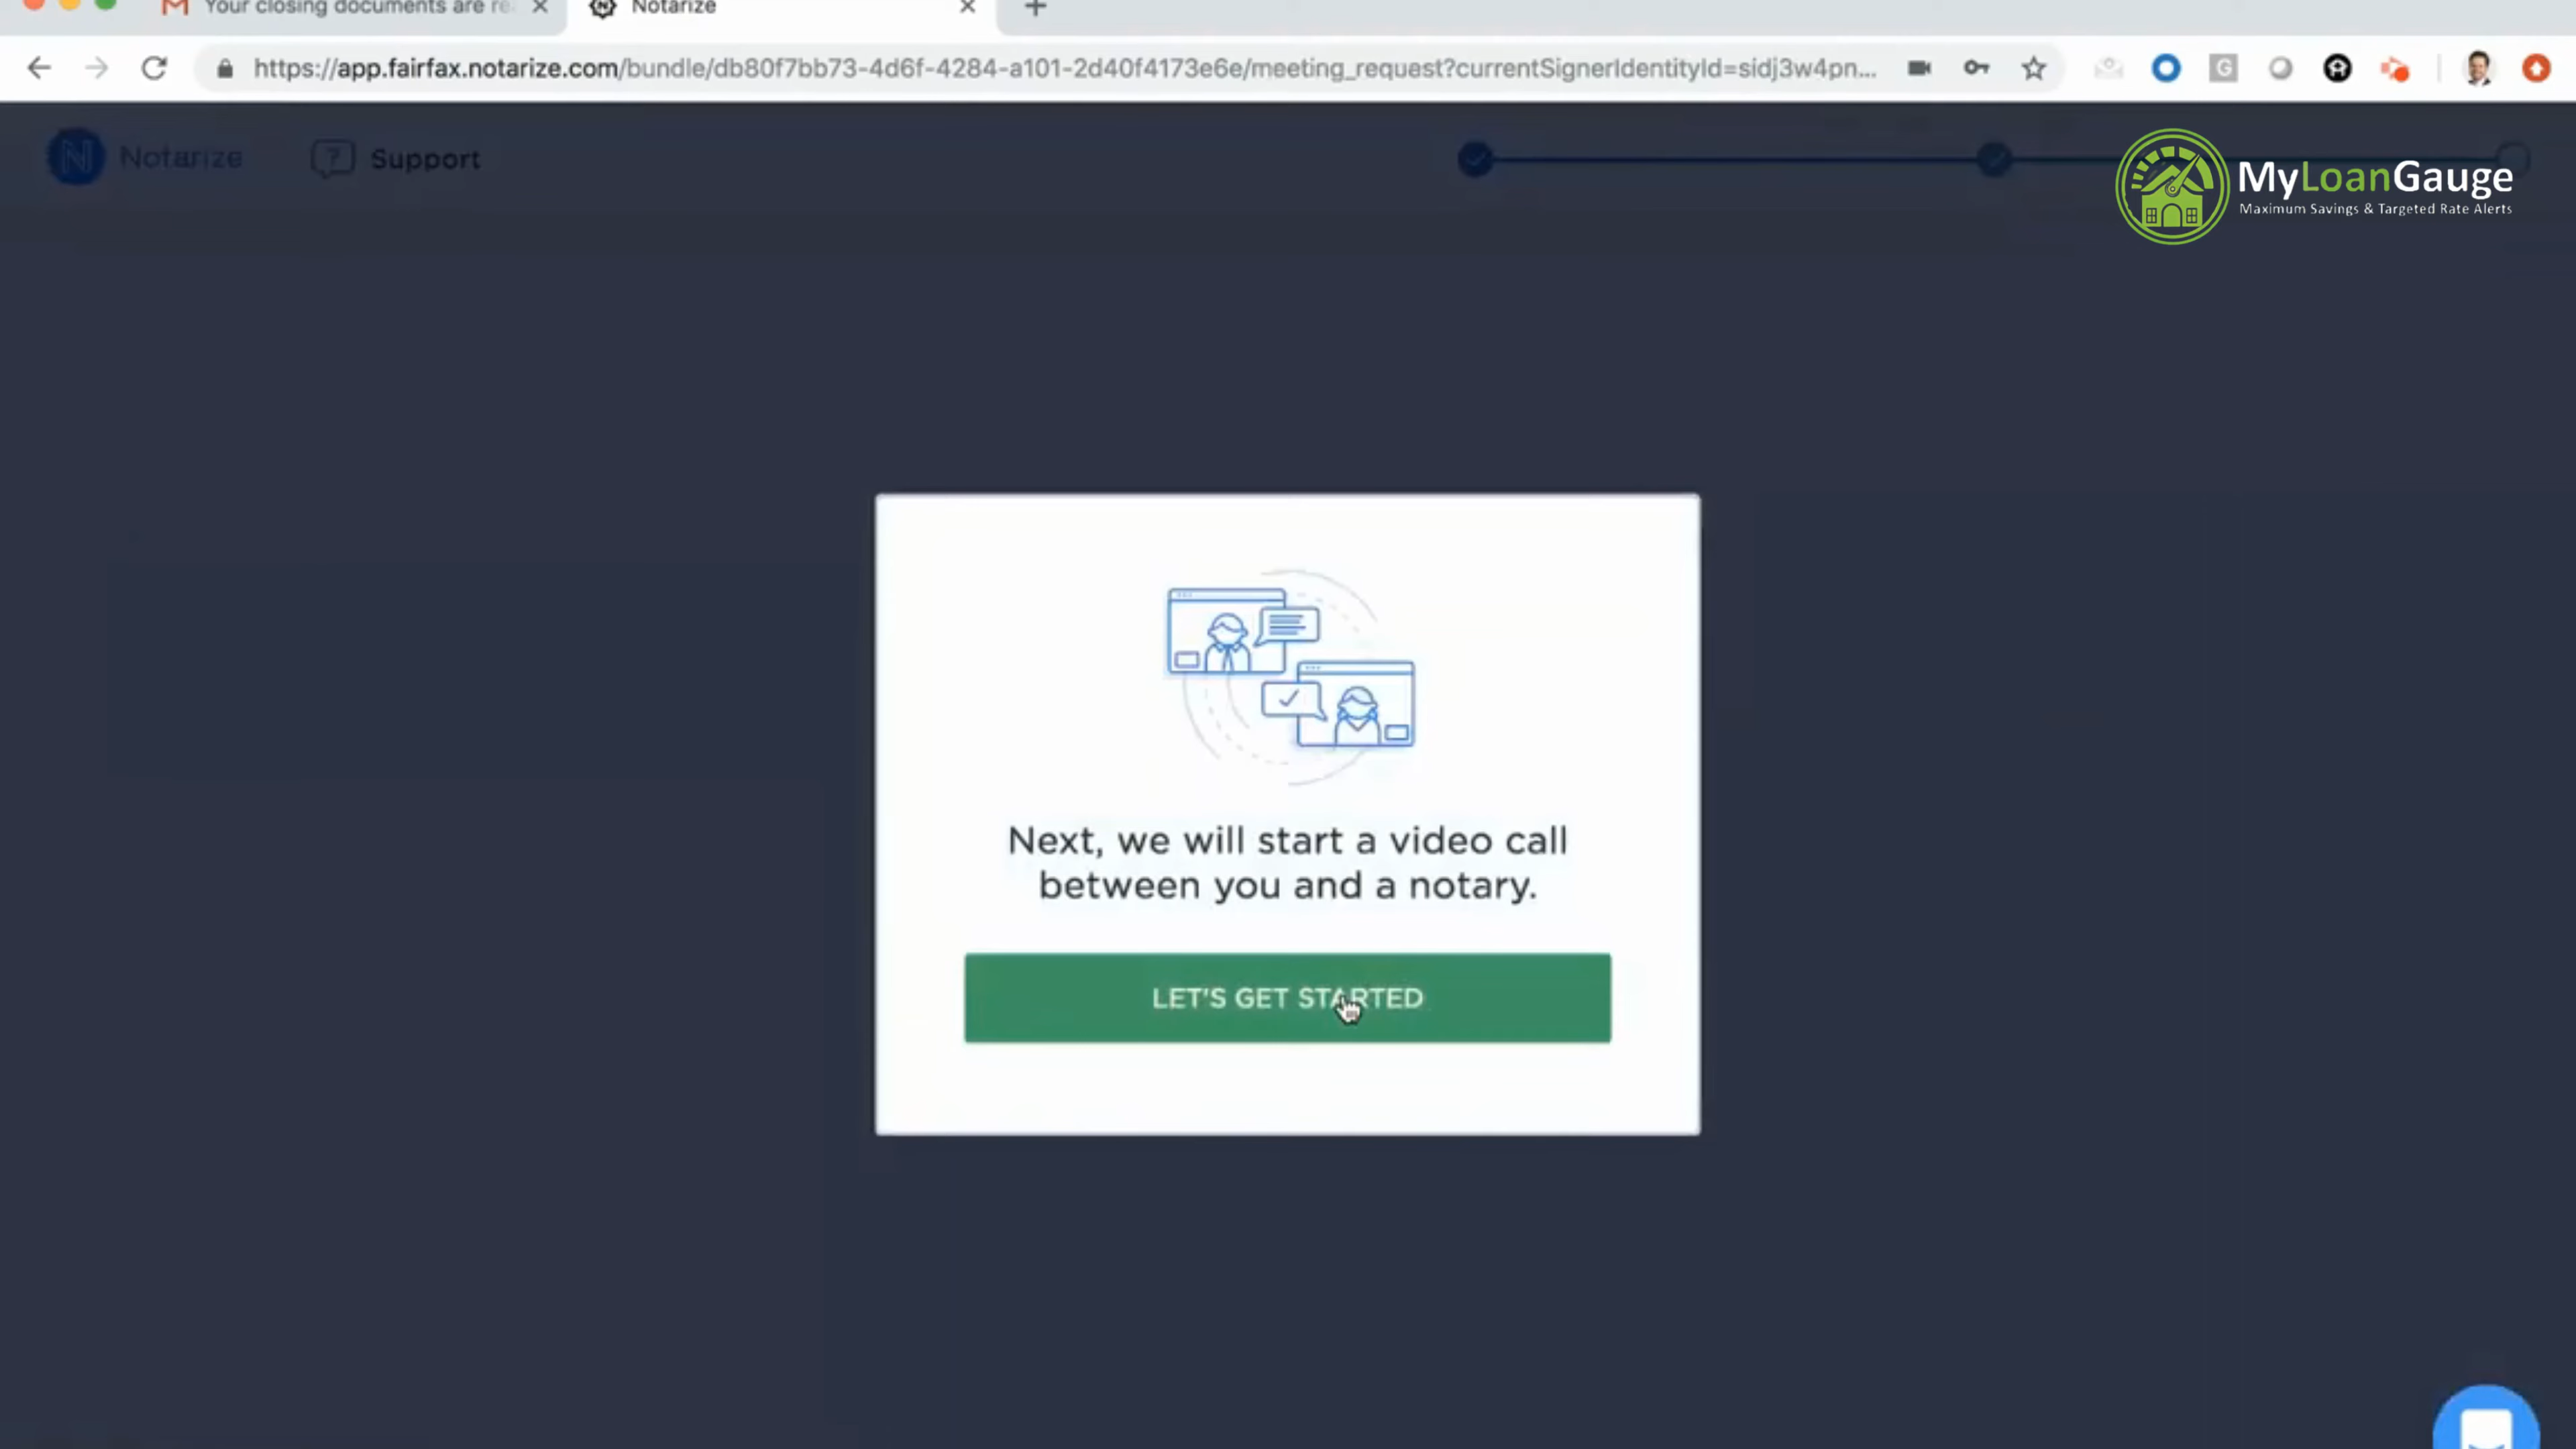 Your closing documents are re
Notarize
https://app.fairfax.notarize.com/bundle/db80f7bb73-4d6f-4284-a101-2d40f4173e6e/meeting_request?currentSignerIdentityId=sidj3w4pn...
Notarize
Support
MyLoanGauge
Maximum Savings & Targeted Rate Alerts
Next, we will start a video call
between you and a notary.
LET'S GET STARTED